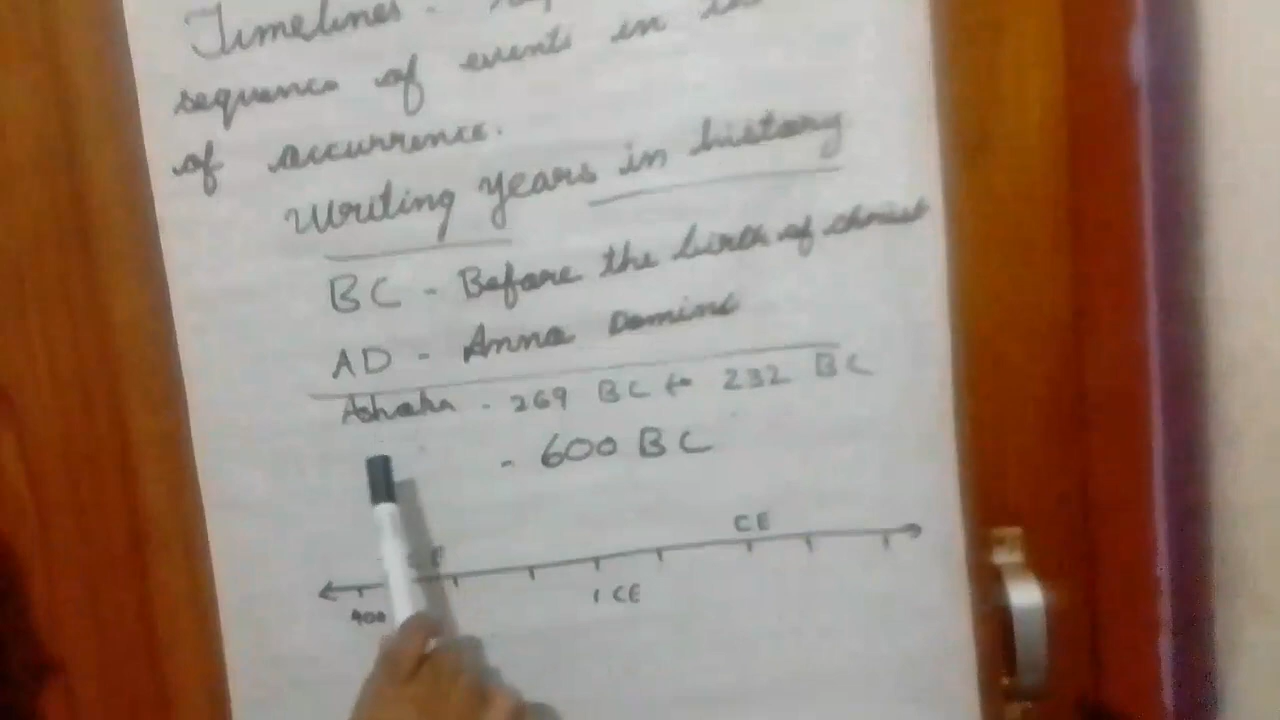 Timelines -
sequence of events in
of occurrence.
Writing years in history
BC - Before the birth of christ
AD - Anno Domini
Ashoka - 269 BC to 232 BC
- 600 BC
CE
400
1 CE